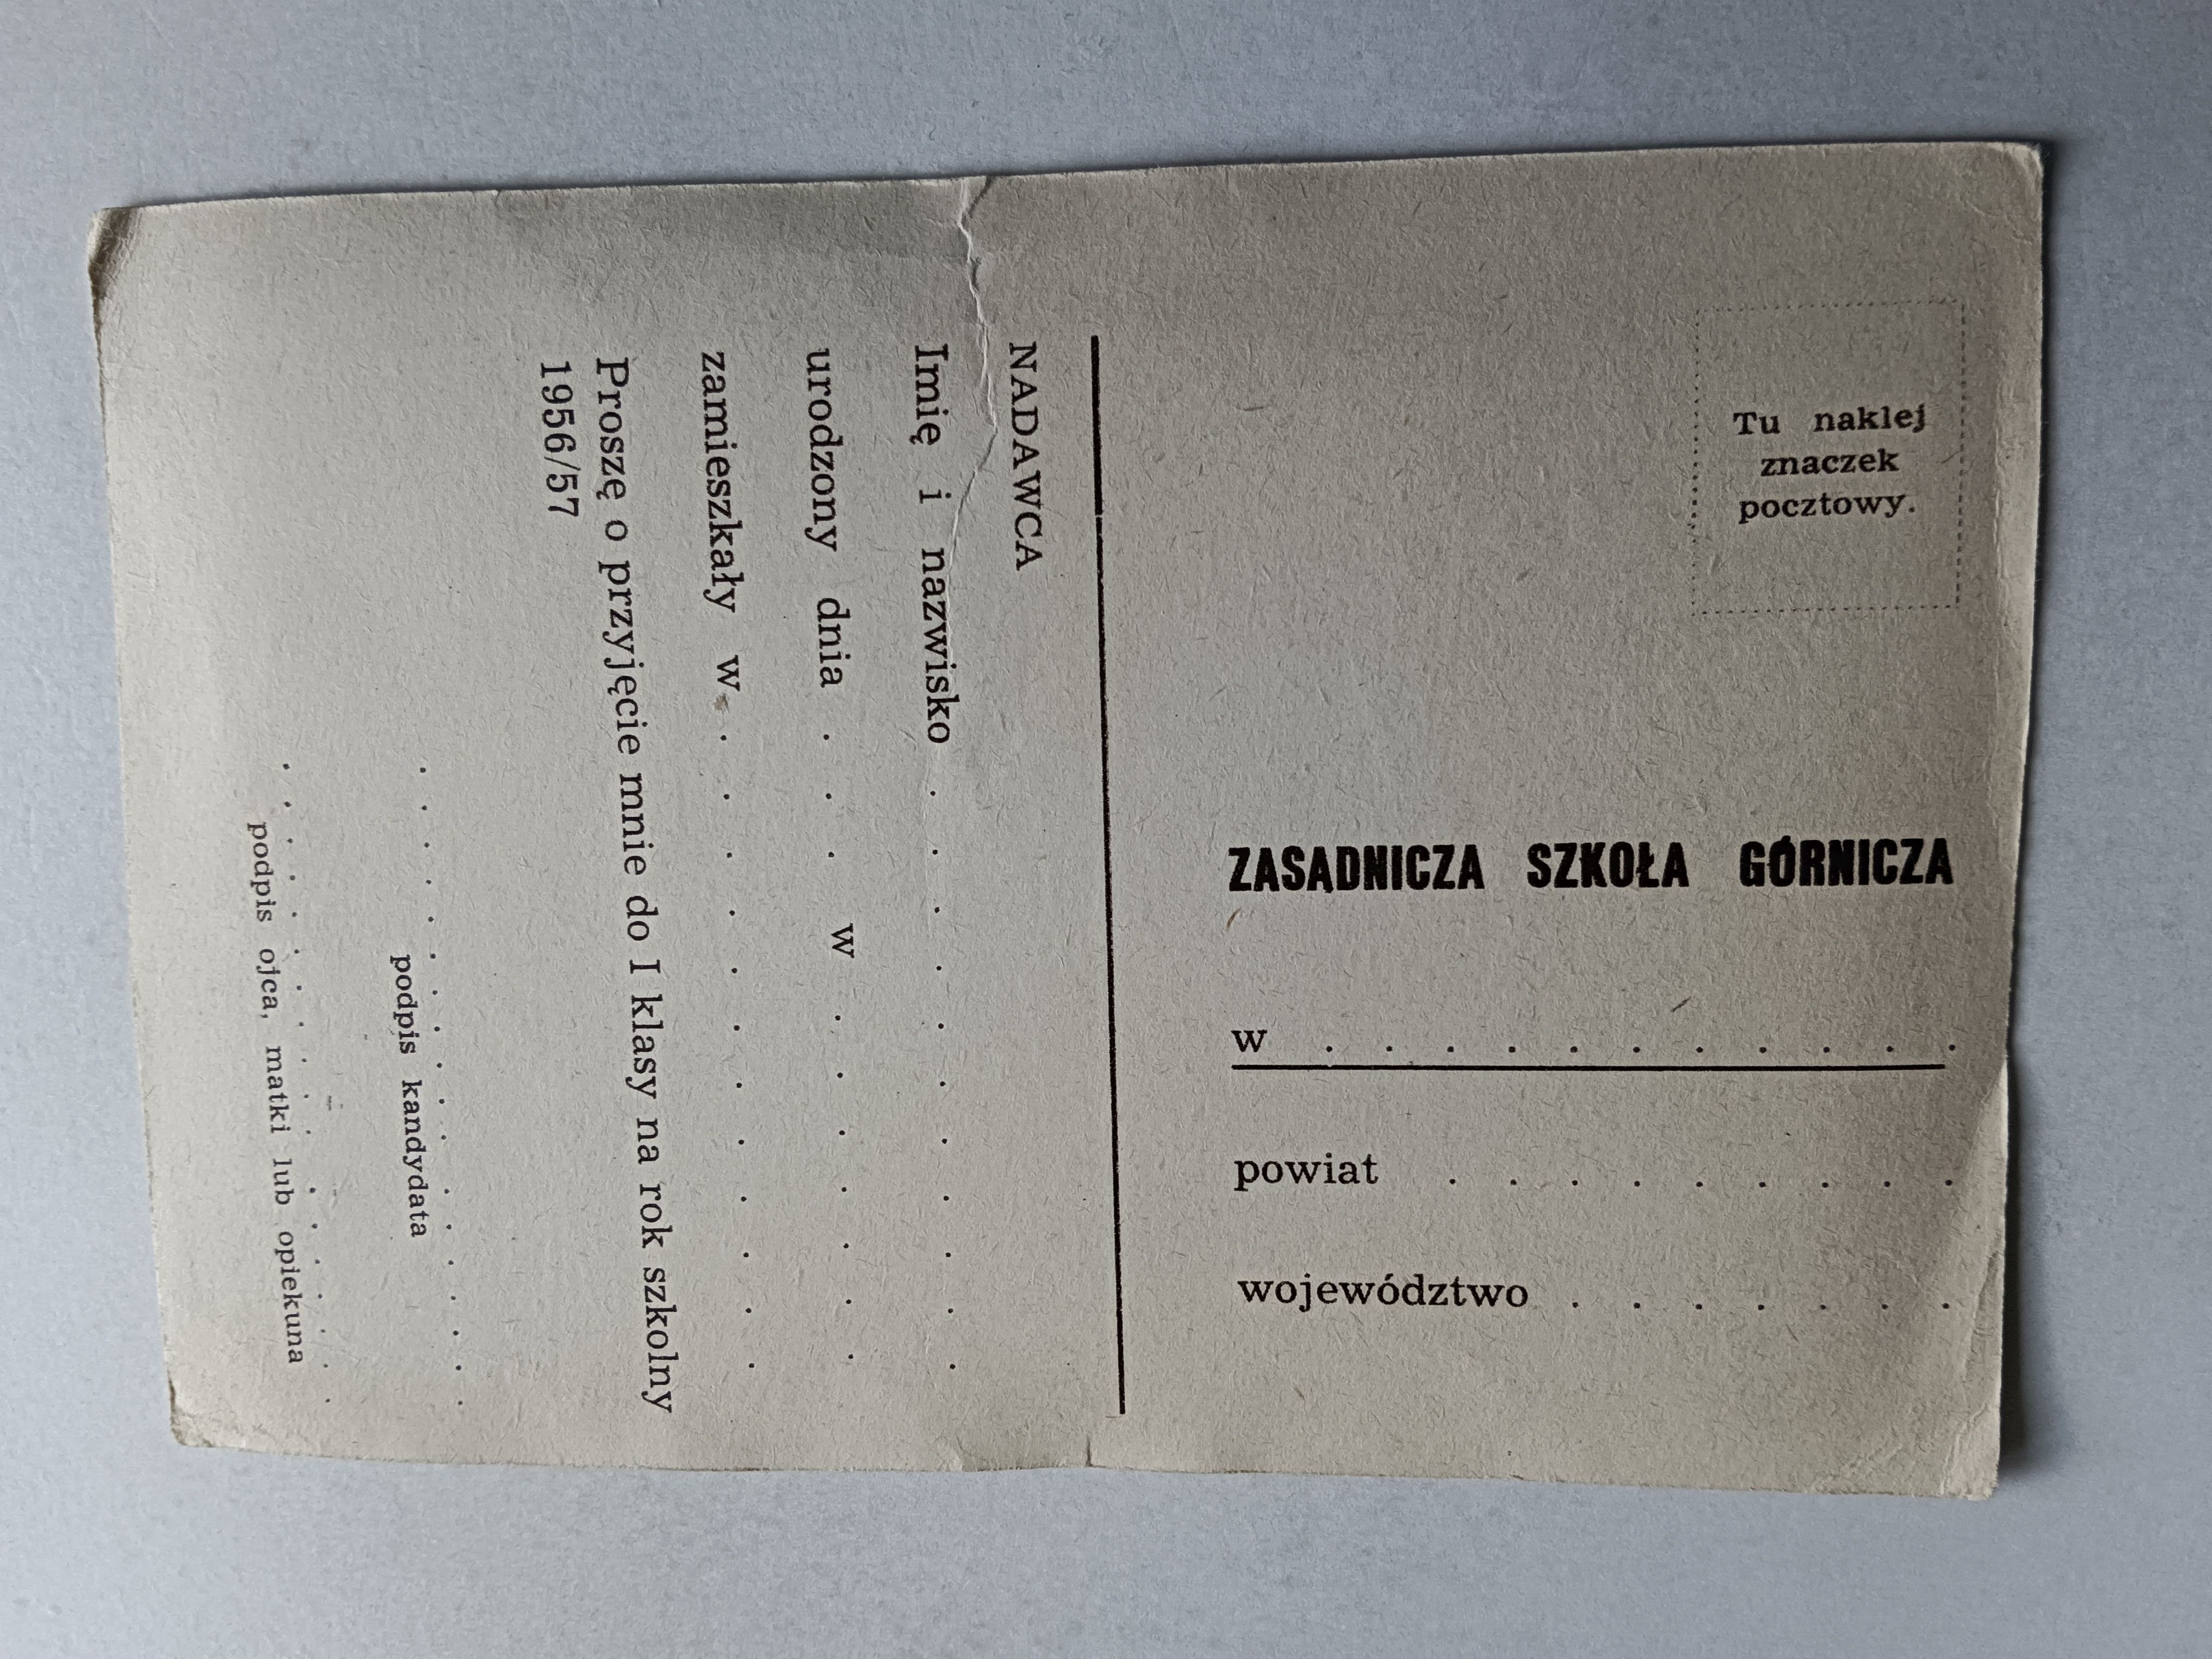 Tu naklej
znaczek
pocztowy.
ZASADNICZA SZKOŁA GÓRNICZA
w . . . . . . . . . . .
powiat . . . . . . . . .
województwo . . . . . . .
NADAWCA
Imię i nazwisko . . . . . . . . . . .
urodzony dnia . . . w . . . . . . .
zamieszkały w . . . . . . . . . . . .
Proszę o przyjęcie mnie do I klasy na rok szkolny
1956/57
. . . . . . . . . . . . . . . . . .
podpis kandydata
. . . . . . . . . . . . . . . . . .
podpis ojca, matki lub opiekuna